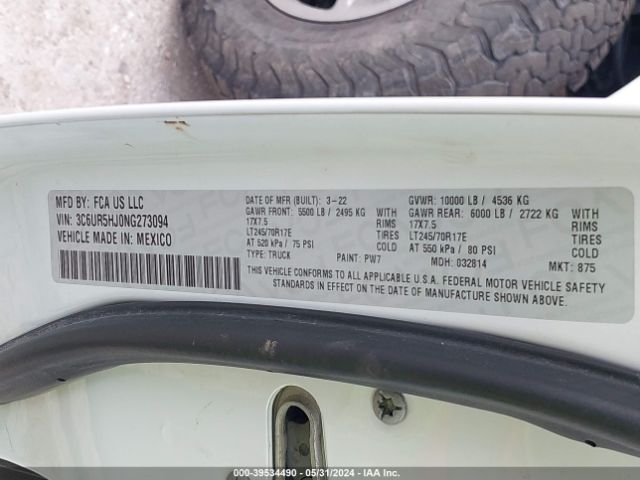 MFD BY: FCA US LLC
VIN: 3C6UR5HJ0NG273094
VEHICLE MADE IN: MEXICO
DATE OF MFR (BUILT): 3-22
GAWR FRONT: 5500 LB / 2495 KG
17X7.5 RIMS
LT245/70R17E
AT 520 kPa / 75 PSI COLD
TYPE: TRUCK PAINT: PW7
GVWR: 10000 LB / 4536 KG
WITH GAWR REAR: 6000 LB / 2722 KG WITH
RIMS 17X7.5 RIMS
LT245/70R17E
COLD AT 550 kPa / 80 PSI COLD
MDH: 032814 MKT: 875
THIS VEHICLE CONFORMS TO ALL APPLICABLE U.S.A. FEDERAL MOTOR VEHICLE SAFETY
STANDARDS IN EFFECT ON THE DATE OF MANUFACTURE SHOWN ABOVE.
000-39534490 - 05/31/2024 - IAAI.com